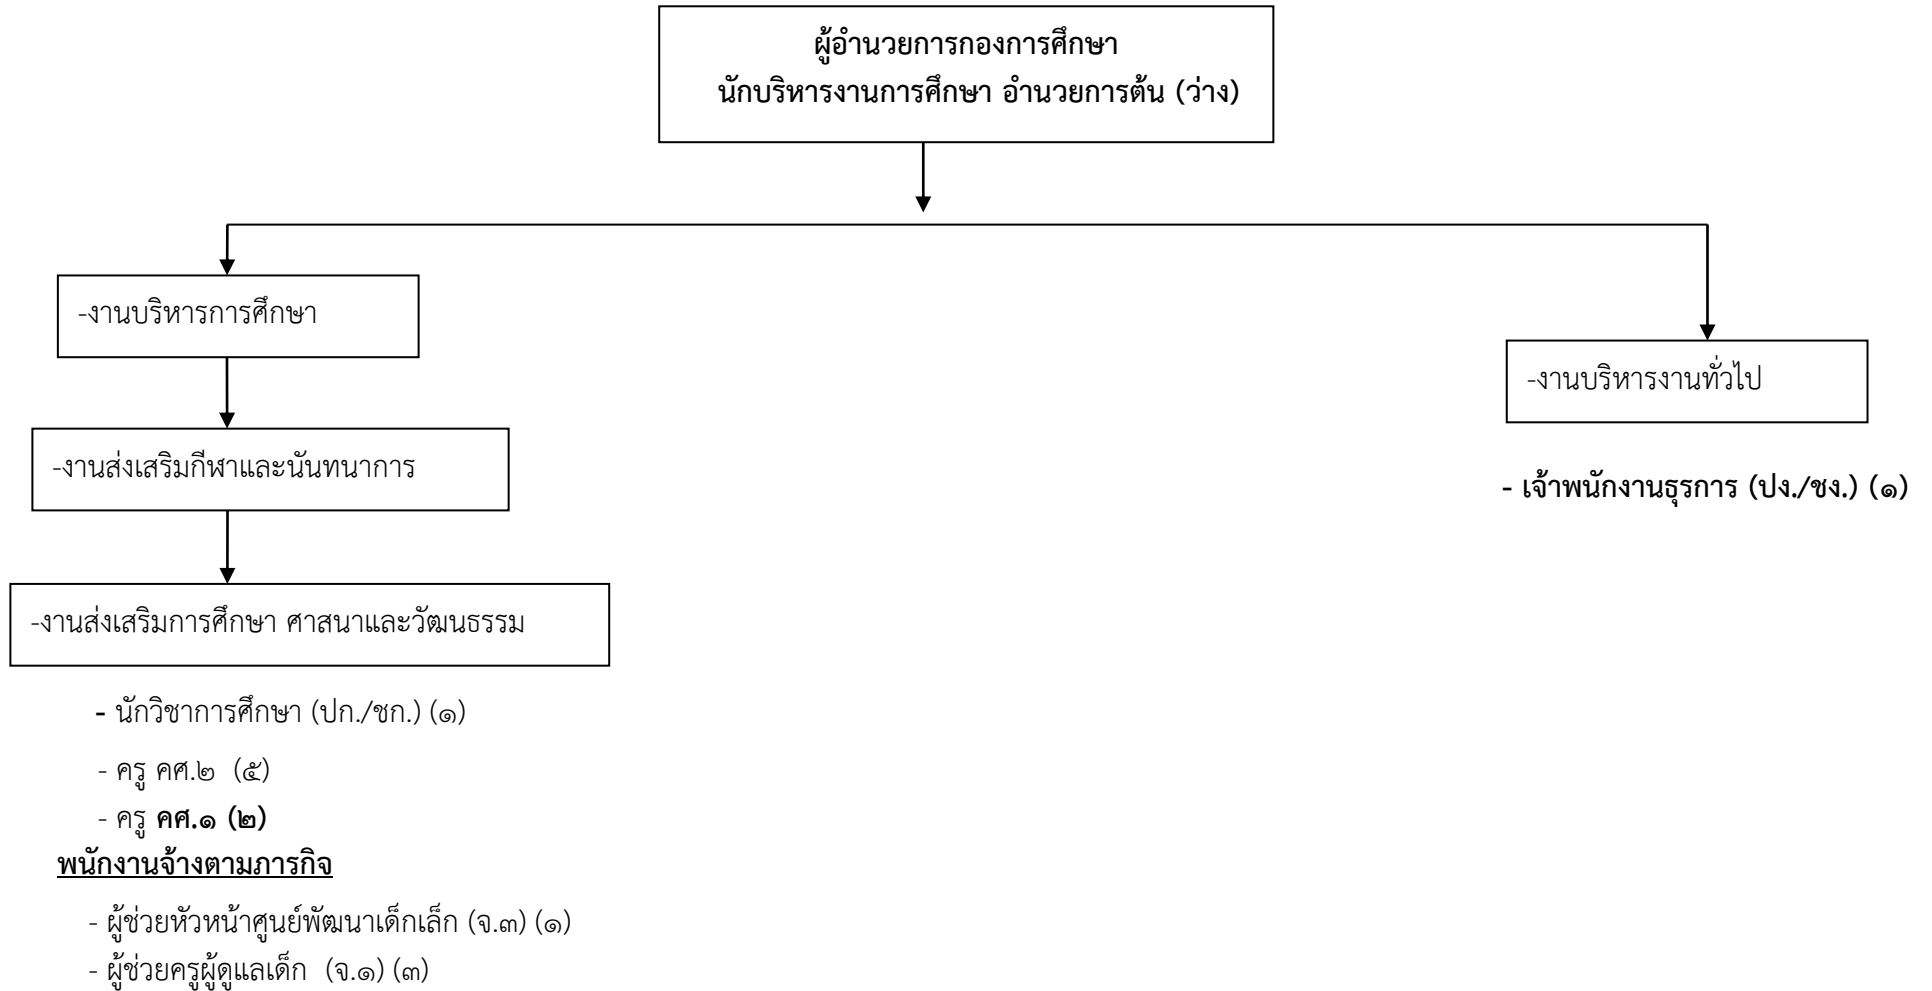 ผู้อำนวยการกองการศึกษา
นักบริหารงานการศึกษา อำนวยการต้น (ว่าง)
-งานบริหารการศึกษา
-งานส่งเสริมกีฬาและนันทนาการ
-งานส่งเสริมการศึกษา ศาสนาและวัฒนธรรม
- นักวิชาการศึกษา (ปก./ชก.) (๑)
- ครู คศ.๒ (๕)
- ครู คศ.๑ (๒)
พนักงานจ้างตามภารกิจ
- ผู้ช่วยหัวหน้าศูนย์พัฒนาเด็กเล็ก (จ.๓) (๑)
- ผู้ช่วยครูผู้ดูแลเด็ก (จ.๑) (๓)
-งานบริหารงานทั่วไป
- เจ้าพนักงานธุรการ (ปง./ชง.) (๑)